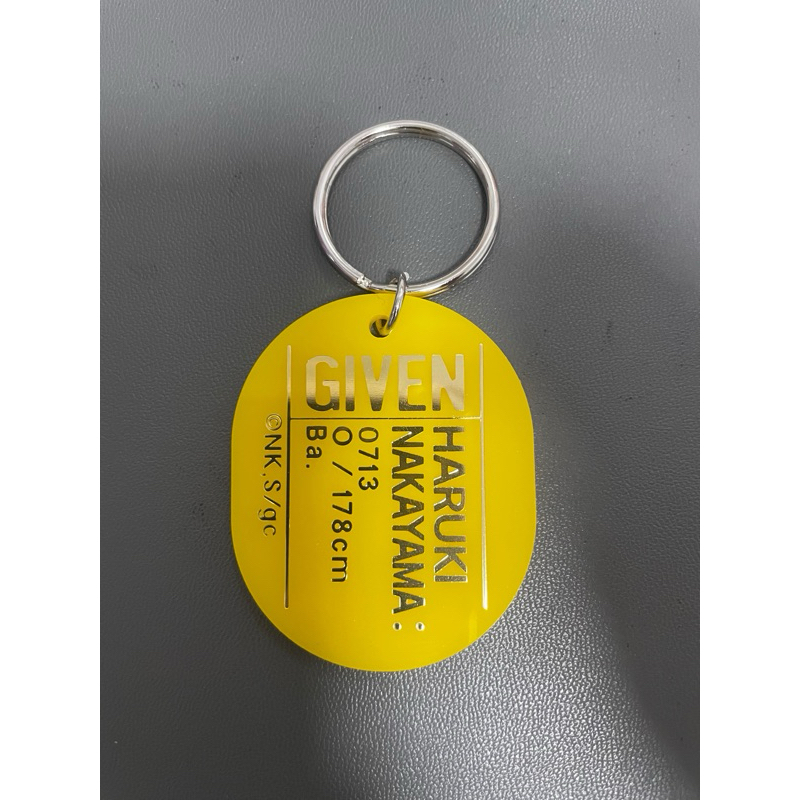 GIVEN
HARUKI
NAKAYAMA:
0713
O / 178cm
Ba.
©NK.S/gc